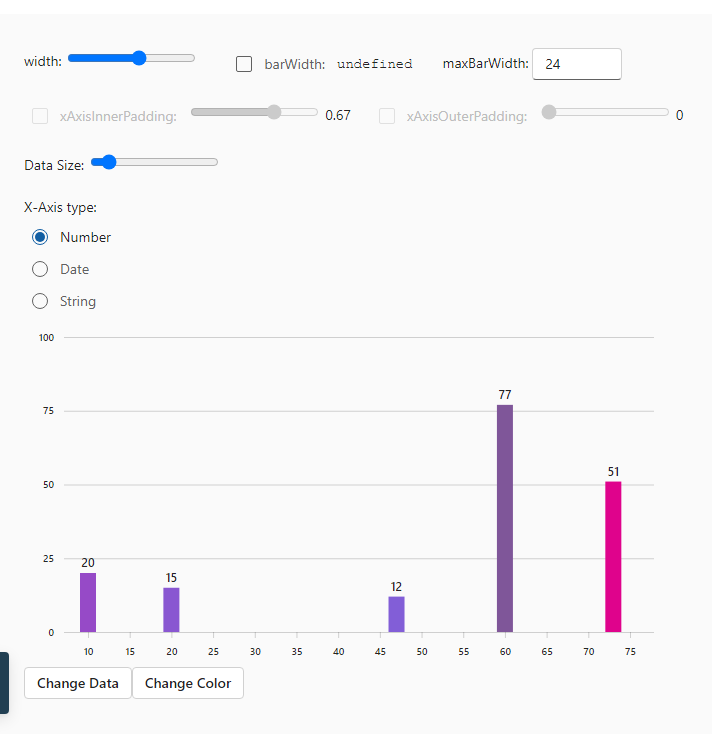 width:
barWidth: undefined
maxBarWidth: 24
xAxisInnerPadding: 0.67
xAxisOuterPadding: 0
Data Size:
X-Axis type:
Number
Date
String
100
77
75
51
50
25
20
15
12
0
10 15 20 25 30 35 40 45 50 55 60 65 70 75
Change Data
Change Color